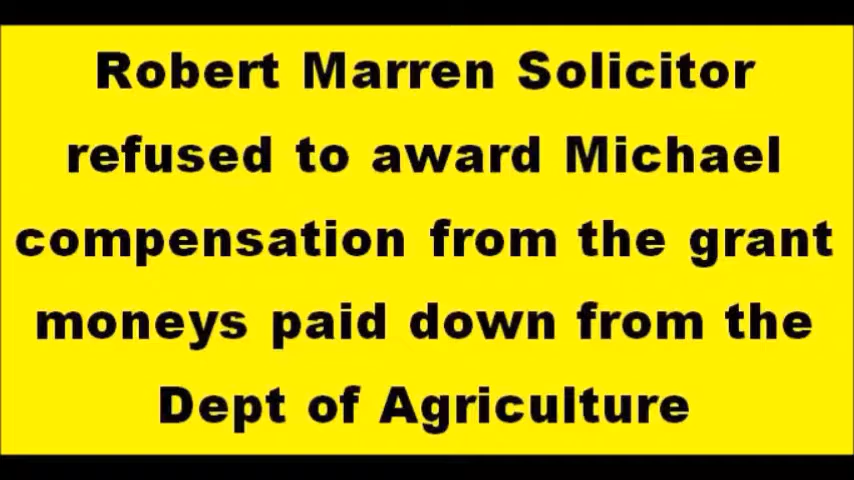 Robert Marren Solicitor
refused to award Michael
compensation from the grant
moneys paid down from the
Dept of Agriculture